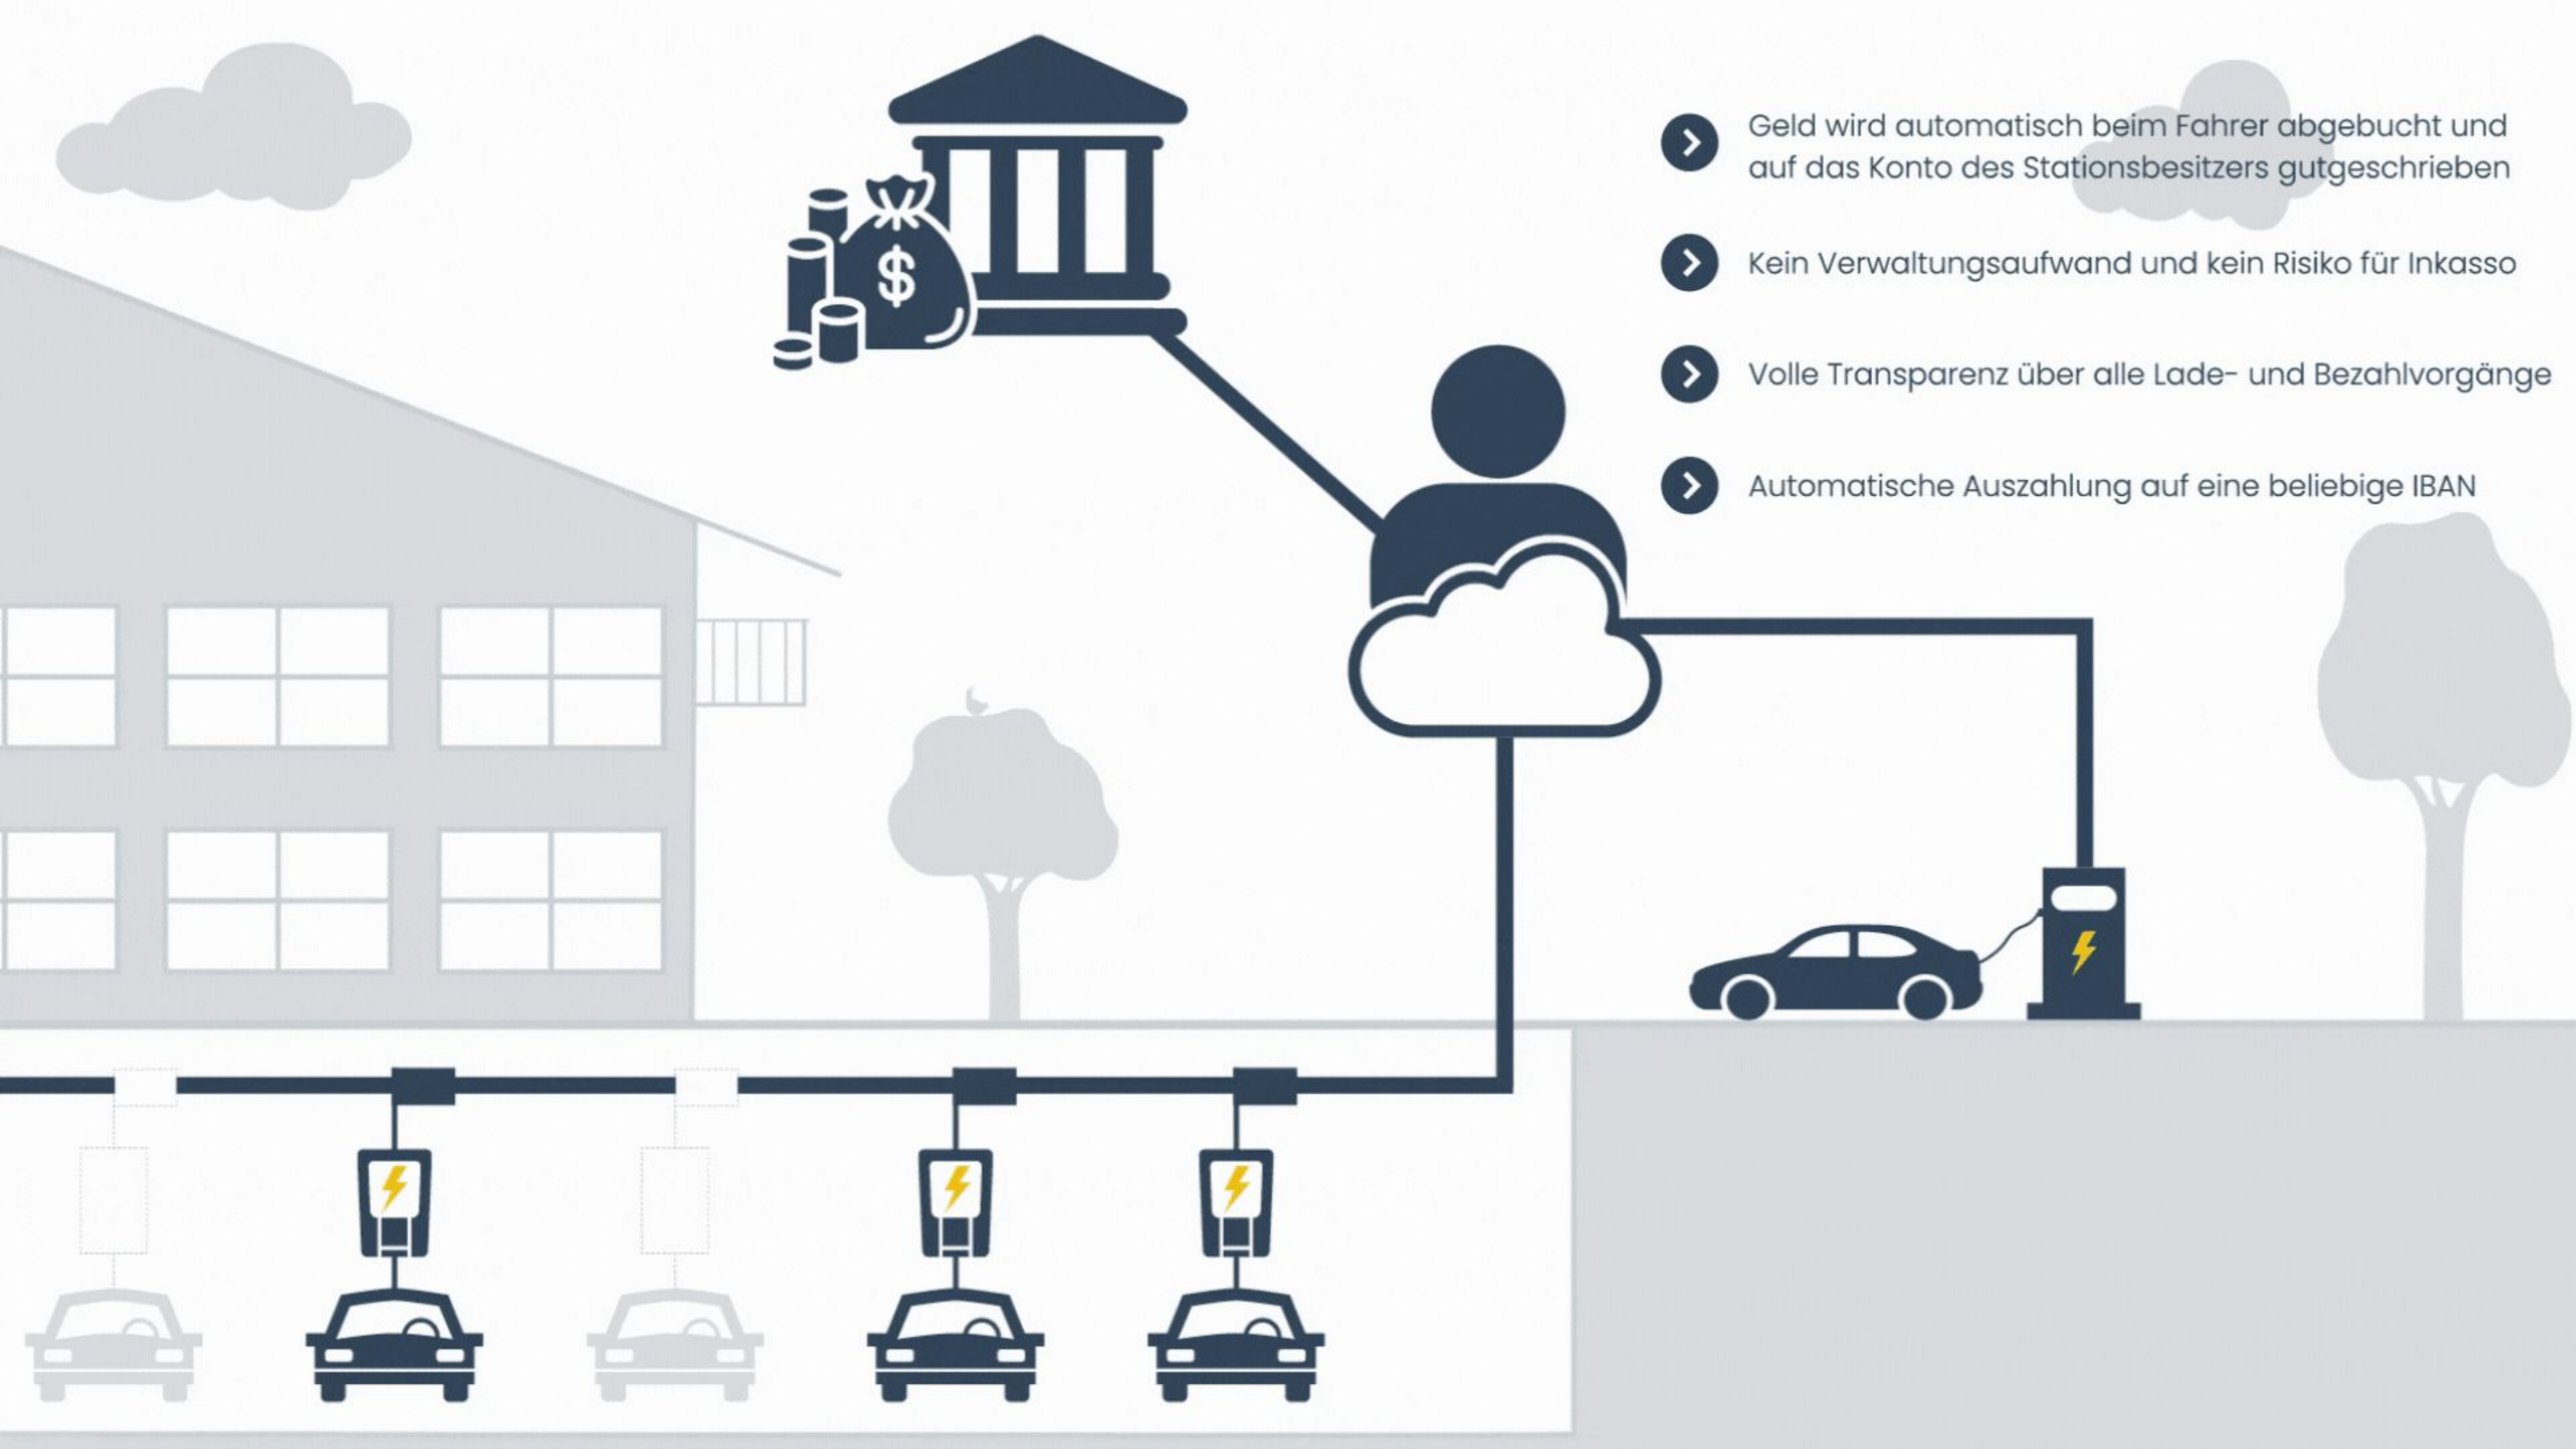 Geld wird automatisch beim Fahrer abgebucht und
auf das Konto des Stationsbesitzers gutgeschrieben
Kein Verwaltungsaufwand und kein Risiko für Inkasso
Volle Transparenz über alle Lade- und Bezahlvorgänge
Automatische Auszahlung auf eine beliebige IBAN
$